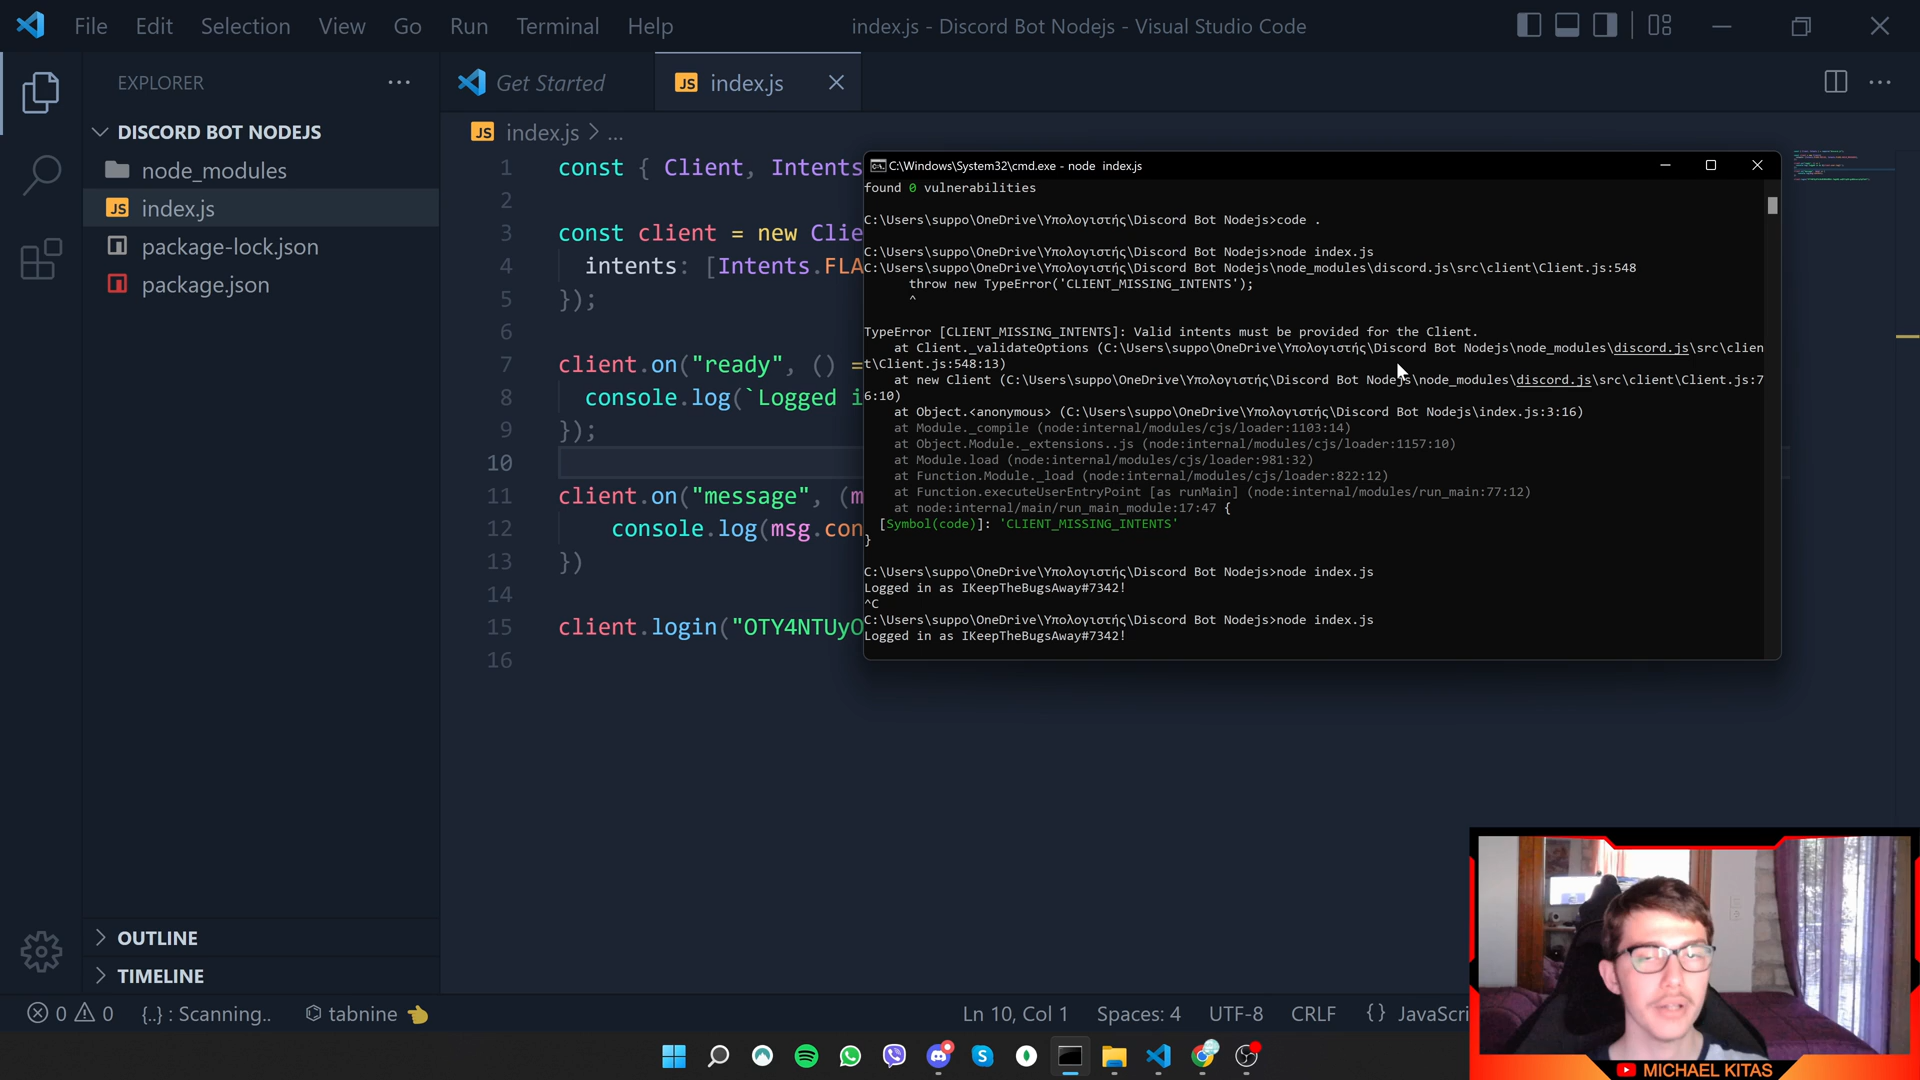 File Edit Selection View Go Run Terminal Help
index.js - Discord Bot Nodejs - Visual Studio Code
EXPLORER
DISCORD BOT NODEJS
node_modules
JS index.js
package-lock.json
package.json
OUTLINE
TIMELINE
Get Started
JS index.js
JS index.js > ...
1 const { Client, Intents
2
3 const client = new Clie
4 intents: [Intents.FLA
5 });
6
7 client.on("ready", () =
8 console.log(`Logged i
9 });
10
11 client.on("message", (m
12 console.log(msg.con
13 })
14
15 client.login("OTY4NTUyO
16
C:\Windows\System32\cmd.exe - node index.js
found 0 vulnerabilities
C:\Users\suppo\OneDrive\Υπολογιστής\Discord Bot Nodejs>code .
C:\Users\suppo\OneDrive\Υπολογιστής\Discord Bot Nodejs>node index.js
C:\Users\suppo\OneDrive\Υπολογιστής\Discord Bot Nodejs\node_modules\discord.js\src\client\Client.js:548
throw new TypeError('CLIENT_MISSING_INTENTS');
^
TypeError [CLIENT_MISSING_INTENTS]: Valid intents must be provided for the Client.
at Client._validateOptions (C:\Users\suppo\OneDrive\Υπολογιστής\Discord Bot Nodejs\node_modules\discord.js\src\clien
t\Client.js:548:13)
at new Client (C:\Users\suppo\OneDrive\Υπολογιστής\Discord Bot Nodejs\node_modules\discord.js\src\client\Client.js:7
6:10)
at Object.<anonymous> (C:\Users\suppo\OneDrive\Υπολογιστής\Discord Bot Nodejs\index.js:3:16)
at Module._compile (node:internal/modules/cjs/loader:1103:14)
at Object.Module._extensions..js (node:internal/modules/cjs/loader:1157:10)
at Module.load (node:internal/modules/cjs/loader:981:32)
at Function.Module._load (node:internal/modules/cjs/loader:822:12)
at Function.executeUserEntryPoint [as runMain] (node:internal/modules/run_main:77:12)
at node:internal/main/run_main_module:17:47 {
[Symbol(code)]: 'CLIENT_MISSING_INTENTS'
}
C:\Users\suppo\OneDrive\Υπολογιστής\Discord Bot Nodejs>node index.js
Logged in as IKeepTheBugsAway#7342!
^C
C:\Users\suppo\OneDrive\Υπολογιστής\Discord Bot Nodejs>node index.js
Logged in as IKeepTheBugsAway#7342!
0 0 {..} : Scanning.. tabnine Ln 10, Col 1 Spaces: 4 UTF-8 CRLF {} JavaScri
MICHAEL KITAS